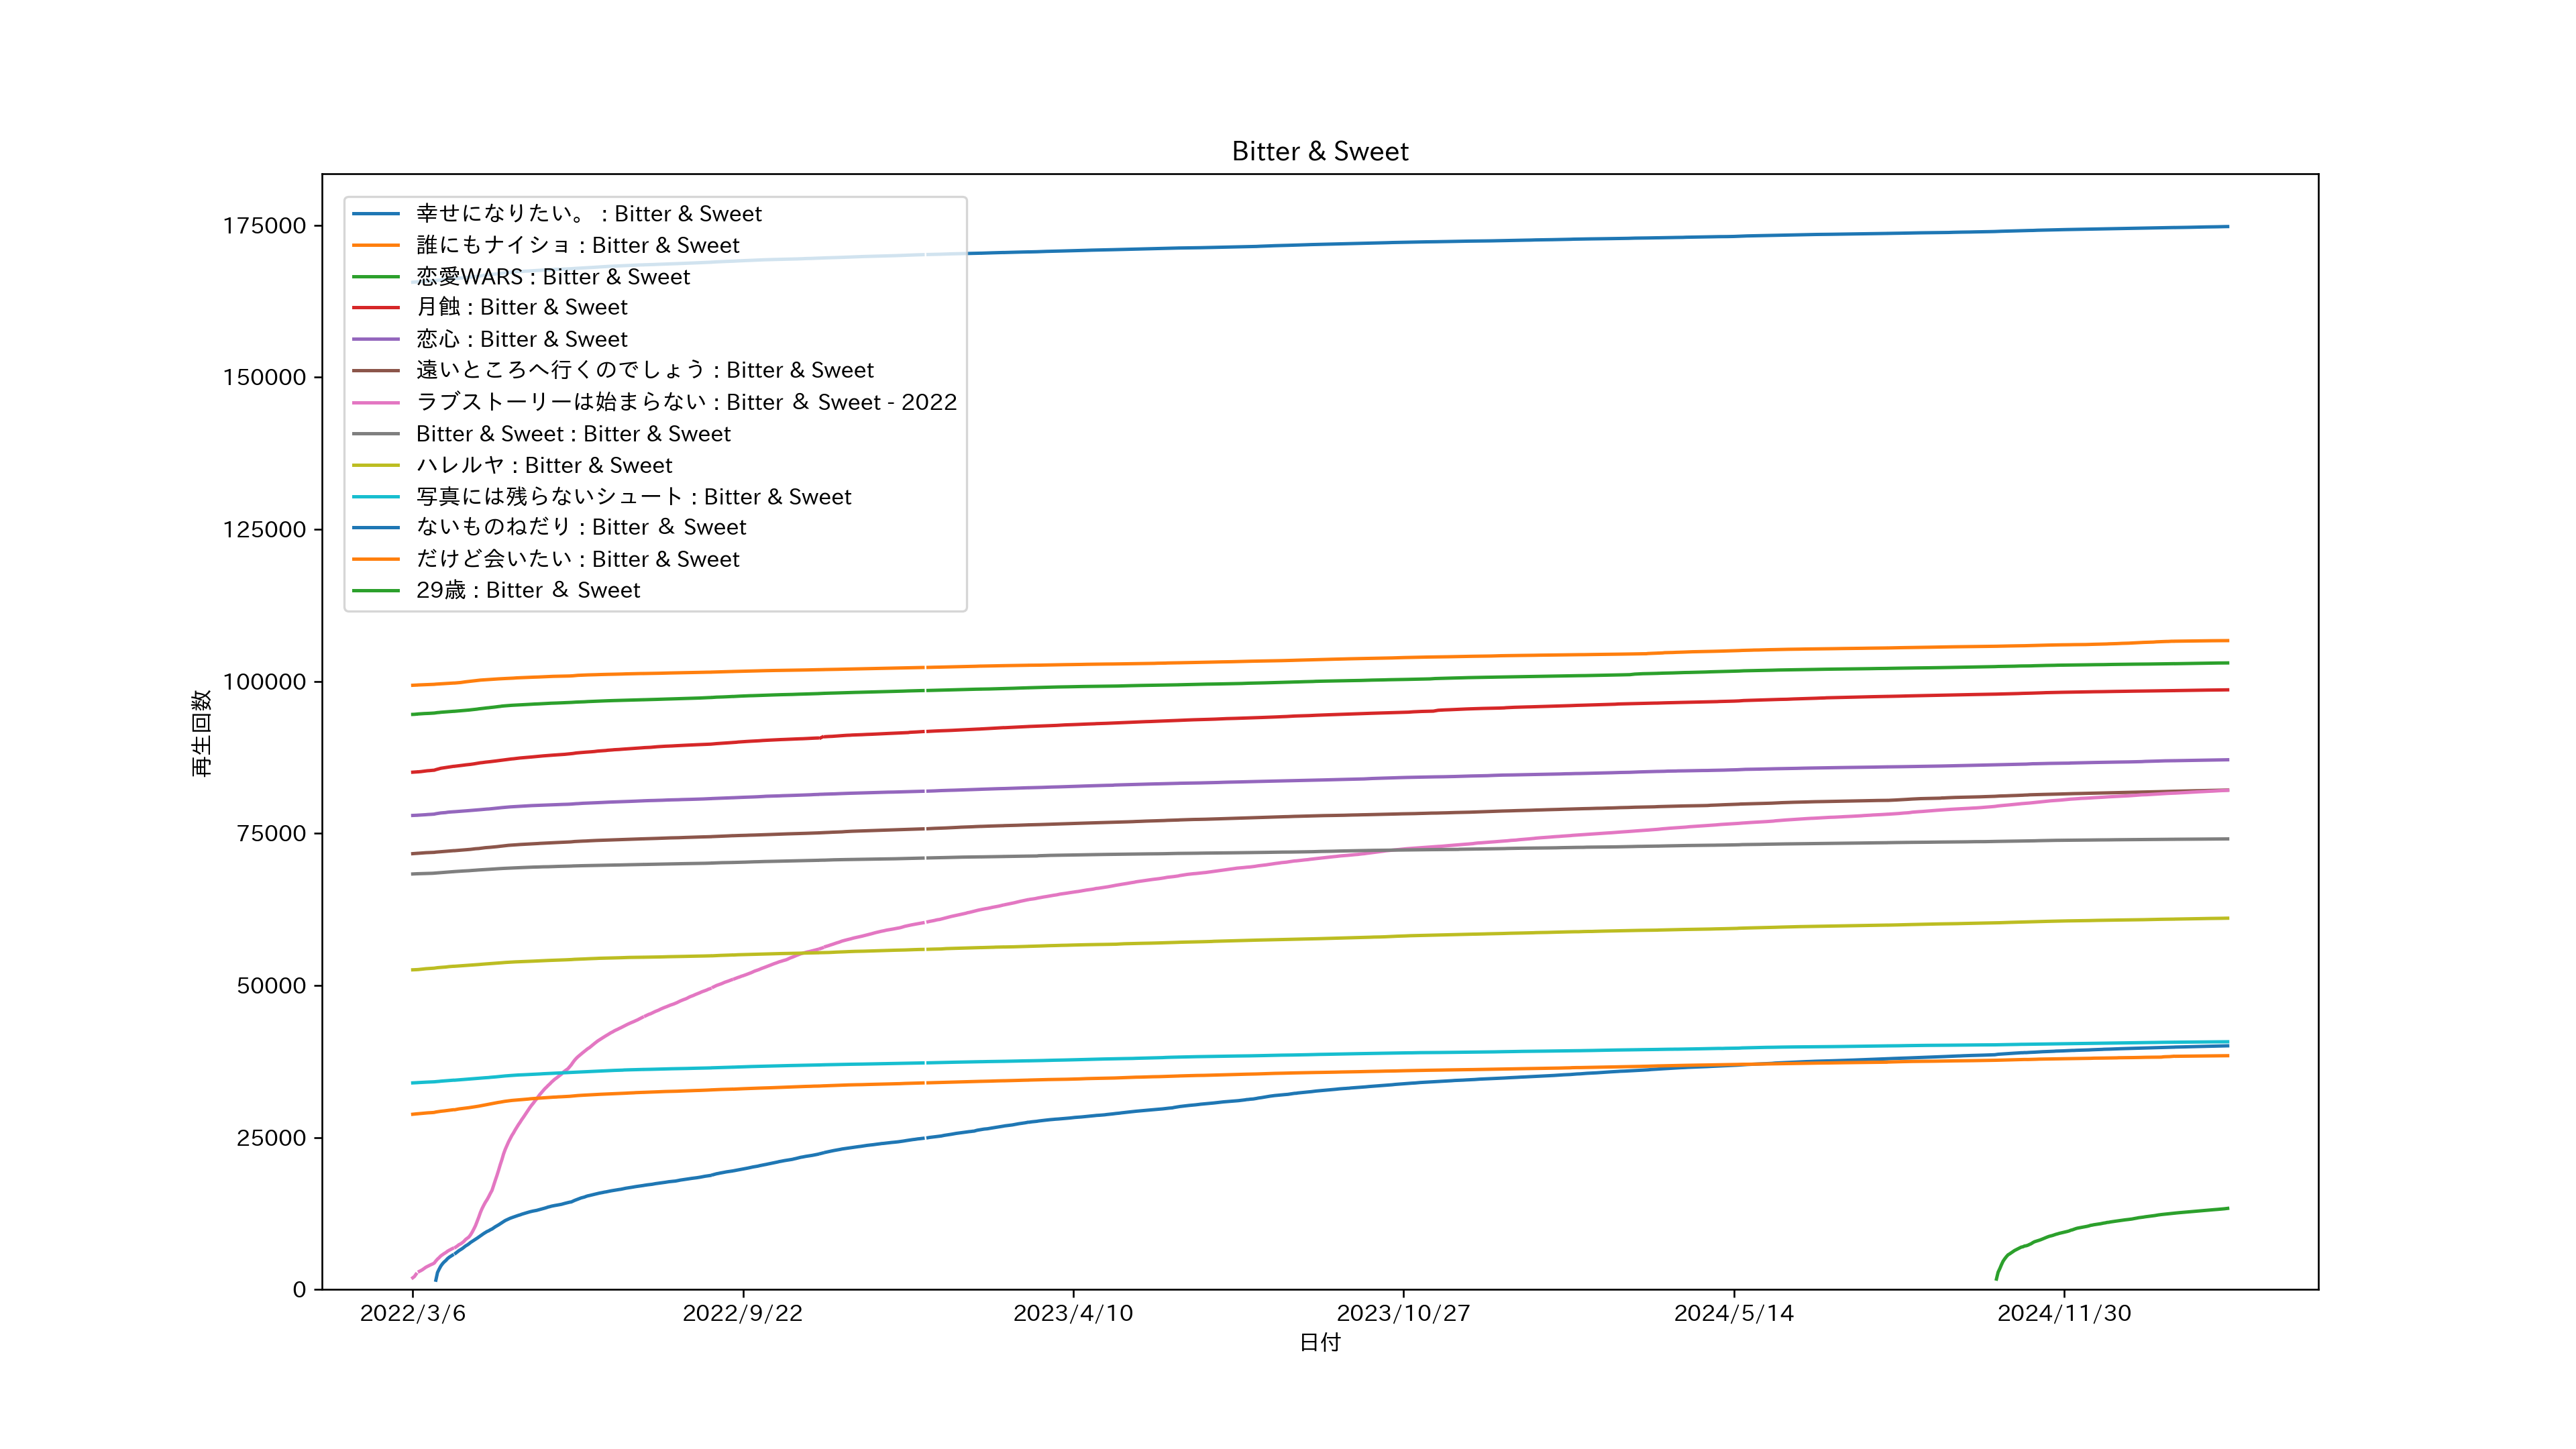 Bitter & Sweet
175000
150000
125000
100000
75000
50000
25000
0
再生回数
幸せになりたい。 : Bitter & Sweet
誰にもナイショ : Bitter & Sweet
恋愛WARS : Bitter & Sweet
月蝕 : Bitter & Sweet
恋心 : Bitter & Sweet
遠いところへ行くのでしょう : Bitter & Sweet
ラブストーリーは始まらない : Bitter ＆ Sweet - 2022
Bitter & Sweet : Bitter & Sweet
ハレルヤ : Bitter & Sweet
写真には残らないシュート : Bitter & Sweet
ないものねだり : Bitter ＆ Sweet
だけど会いたい : Bitter & Sweet
29歳 : Bitter ＆ Sweet
2022/3/6 2022/9/22 2023/4/10 2023/10/27 2024/5/14 2024/11/30
日付